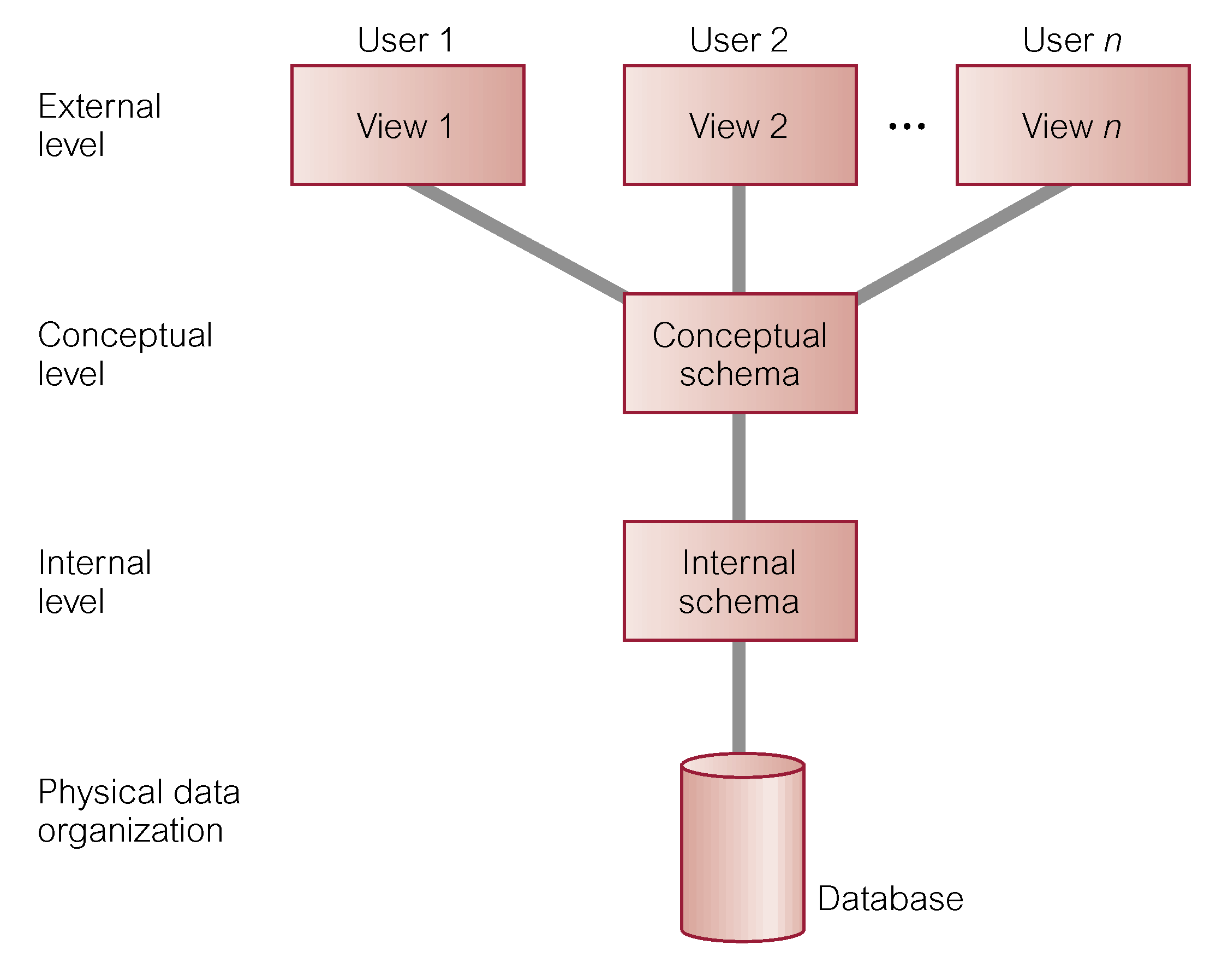 User 1
User 2
User n
External
level
View 1
View 2
...
View n
Conceptual
level
Conceptual
schema
Internal
level
Internal
schema
Physical data
organization
Database